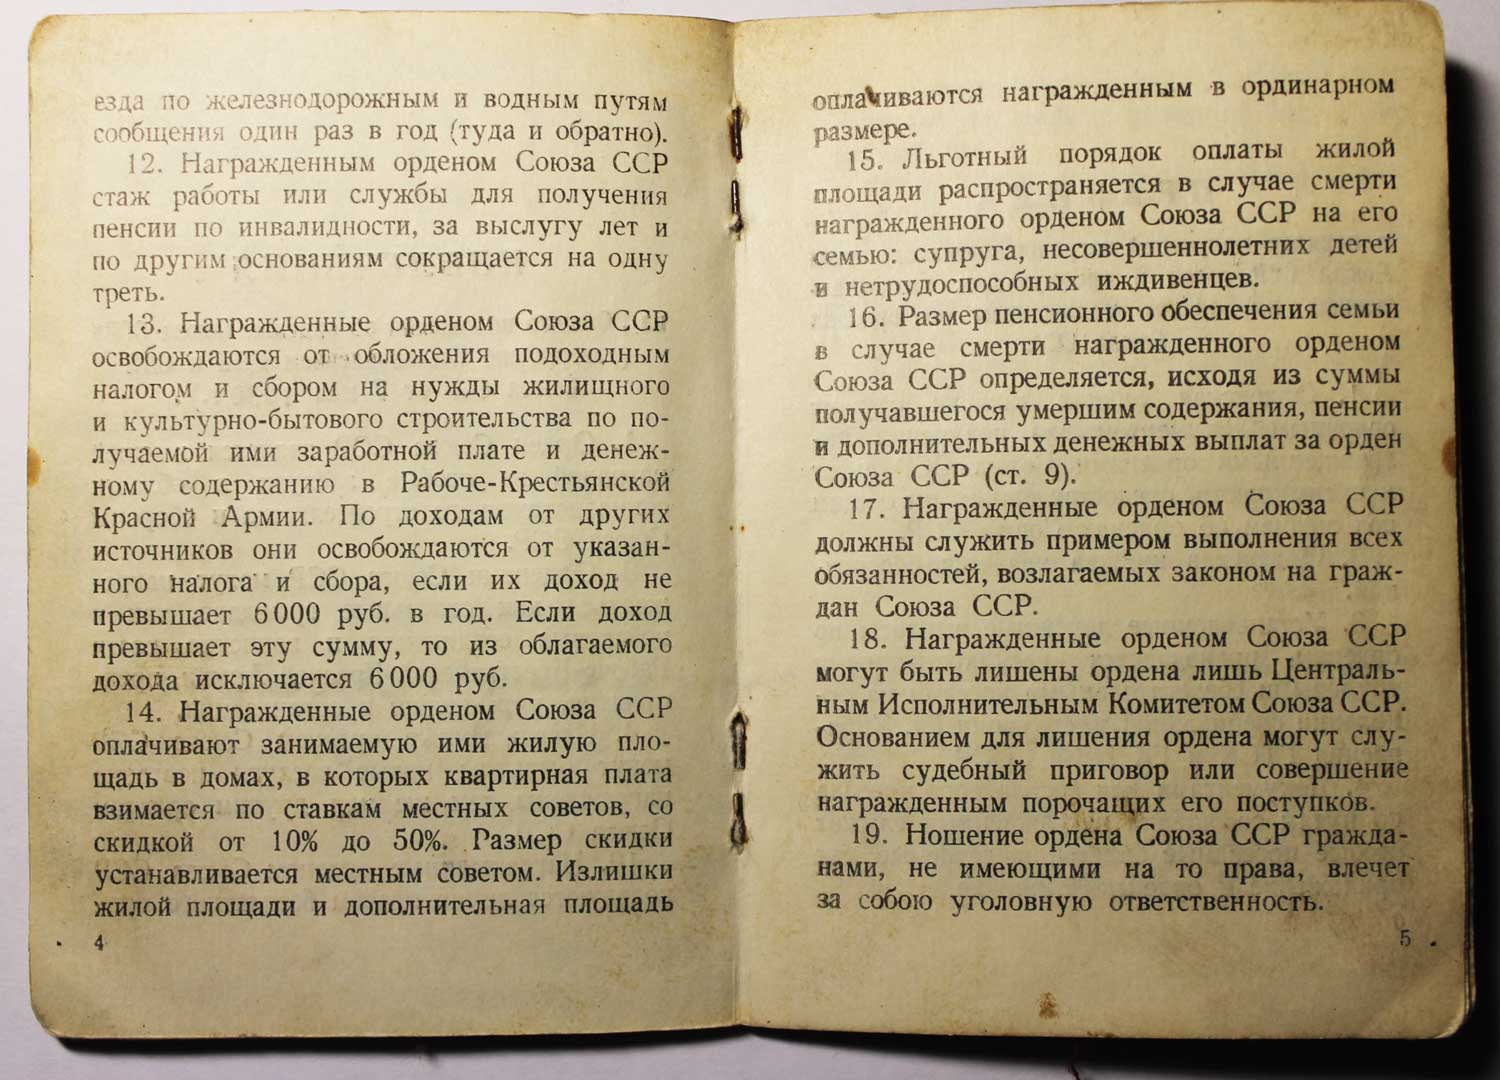 езда по железнодорожным и водным путям
сообщения один раз в год (туда и обратно).
12. Награжденным орденом Союза ССР
стаж работы или службы для получения
пенсии по инвалидности, за выслугу лет и
по другим основаниям сокращается на одну
треть.
13. Награжденные орденом Союза ССР
освобождаются от обложения подоходным
налогом и сбором на нужды жилищного
и культурно-бытового строительства по по-
лучаемой ими заработной плате и денеж-
ному содержанию в Рабоче-Крестьянской
Красной Армии. По доходам от других
источников они освобождаются от указан-
ного налога и сбора, если их доход не
превышает 6 000 руб. в год. Если доход
превышает эту сумму, то из облагаемого
дохода исключается 6 000 руб.
14. Награжденные орденом Союза ССР
оплачивают занимаемую ими жилую пло-
щадь в домах, в которых квартирная плата
взимается по ставкам местных советов, со
скидкой от 10% до 50%. Размер скидки
устанавливается местным советом. Излишки
жилой площади и дополнительная площадь
4
оплачиваются награжденным в ординарном
размере.
15. Льготный порядок оплаты жилой
площади распространяется в случае смерти
награжденного орденом Союза ССР на его
семью: супруга, несовершеннолетних детей
и нетрудоспособных иждивенцев.
16. Размер пенсионного обеспечения семьи
в случае смерти награжденного орденом
Союза ССР определяется, исходя из суммы
получавшегося умершим содержания, пенсии
и дополнительных денежных выплат за орден
Союза ССР (ст. 9).
17. Награжденные орденом Союза ССР
должны служить примером выполнения всех
обязанностей, возлагаемых законом на граж-
дан Союза ССР.
18. Награжденные орденом Союза ССР
могут быть лишены ордена лишь Централь-
ным Исполнительным Комитетом Союза ССР.
Основанием для лишения ордена могут слу-
жить судебный приговор или совершение
награжденным порочащих его поступков.
19. Ношение ордена Союза ССР гражда-
нами, не имеющими на то права, влечет
за собою уголовную ответственность.
5